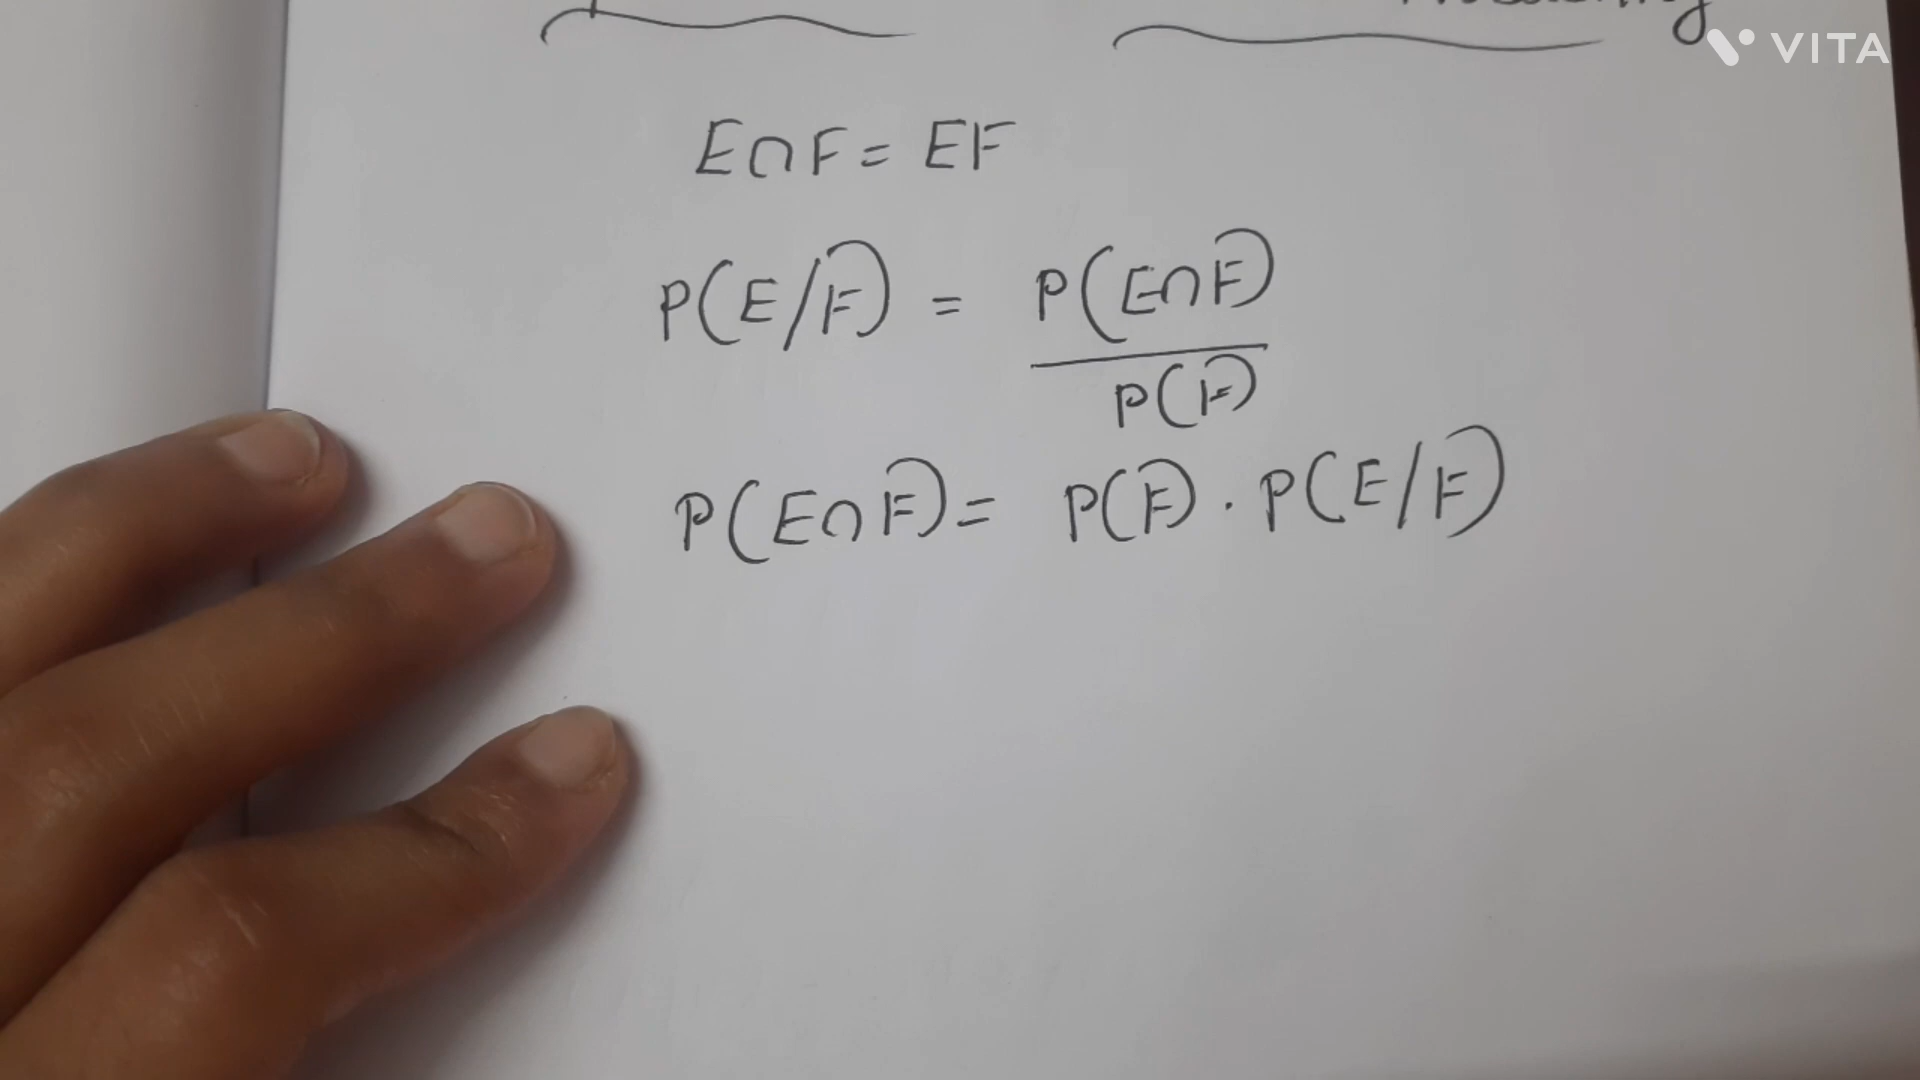 VITA
E∩F = EF
P(E/F) = P(E∩F)
P(F)
P(E∩F) = P(F) . P(E/F)